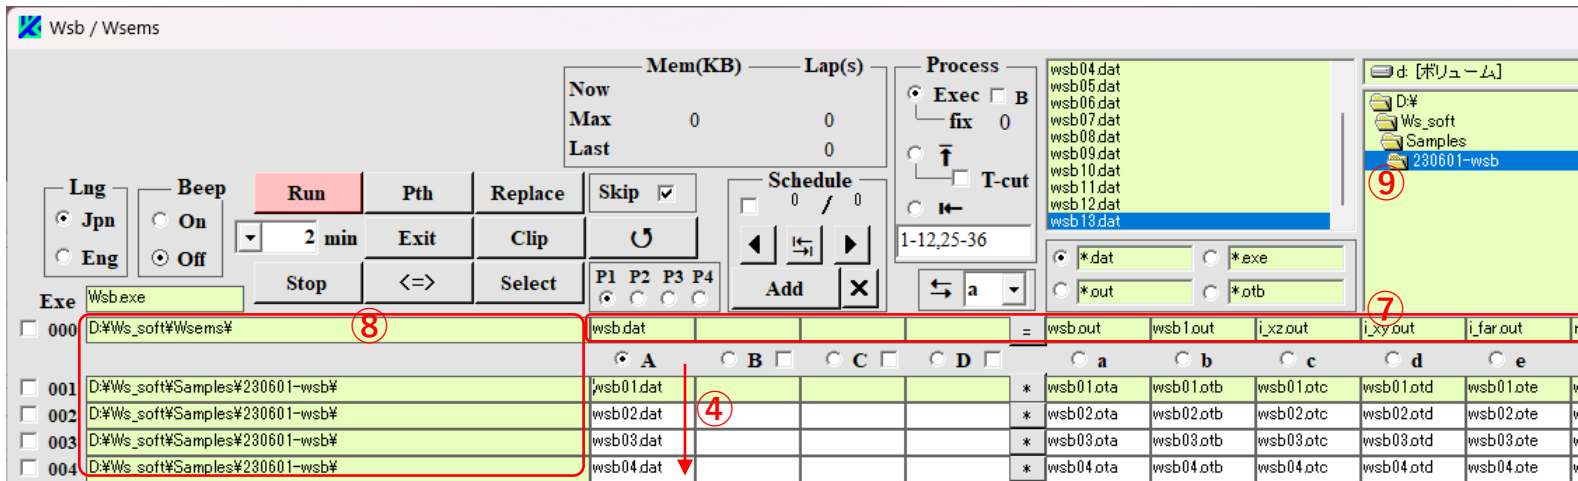 Wsb / Wsems
Mem(KB) Lap(s)
Now
Max 0 0
Last 0
Process
Exec B
fix 0
T-cut
1-12,25-36
a
wsb04.dat
wsb05.dat
wsb06.dat
wsb07.dat
wsb08.dat
wsb09.dat
wsb10.dat
wsb11.dat
wsb12.dat
wsb13.dat
d: [ボリューム]
D:¥
Ws_soft
Samples
230601-wsb
⑨
Lng
Jpn
Eng
Beep
On
Off
Run Pth Replace
2 min Exit Clip
Stop <=> Select
Skip
↺
P1 P2 P3 P4
Schedule
0 / 0
Add ×
*.dat *.exe
*.out *.otb
Exe Wsb.exe
⑧ ⑦
000 D:¥Ws_soft¥Wsems¥ wsb.dat = wsb.out wsb1.out i_xz.out i_xy.out i_far.out
A B C D a b c d e
001 D:¥Ws_soft¥Samples¥230601-wsb¥ wsb01.dat * wsb01.ota wsb01.otb wsb01.otc wsb01.otd wsb01.ote
④
002 D:¥Ws_soft¥Samples¥230601-wsb¥ wsb02.dat * wsb02.ota wsb02.otb wsb02.otc wsb02.otd wsb02.ote
003 D:¥Ws_soft¥Samples¥230601-wsb¥ wsb03.dat * wsb03.ota wsb03.otb wsb03.otc wsb03.otd wsb03.ote
004 D:¥Ws_soft¥Samples¥230601-wsb¥ wsb04.dat * wsb04.ota wsb04.otb wsb04.otc wsb04.otd wsb04.ote